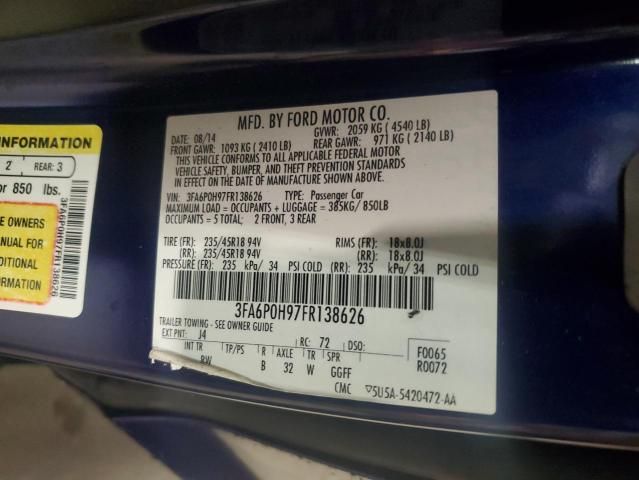 INFORMATION
2 REAR: 3
or 850 lbs.
E OWNERS
ANUAL FOR
DDITIONAL
FORMATION
3FA6P0H97FR138626
MFD. BY FORD MOTOR CO.
DATE: 08/14 GVWR: 2059 KG ( 4540 LB)
FRONT GAWR: 1093 KG ( 2410 LB) REAR GAWR: 971 KG ( 2140 LB)
THIS VEHICLE CONFORMS TO ALL APPLICABLE FEDERAL MOTOR
VEHICLE SAFETY, BUMPER, AND THEFT PREVENTION STANDARDS
IN EFFECT ON THE DATE OF MANUFACTURE SHOWN ABOVE.
VIN: 3FA6P0H97FR138626 TYPE: Passenger Car
MAXIMUM LOAD = OCCUPANTS + LUGGAGE = 385KG/ 850LB
OCCUPANTS = 5 TOTAL; 2 FRONT, 3 REAR
TIRE (FR): 235/45R18 94V RIMS (FR): 18x8.0J
(RR): 235/45R18 94V (RR): 18x8.0J
PRESSURE (FR): 235 kPa/ 34 PSI COLD (RR): 235 kPa/ 34 PSI COLD
3FA6P0H97FR138626
TRAILER TOWING - SEE OWNER GUIDE
EXT PNT: J4 RC: 72 DSO: F0065
INT TR TP/PS R AXLE TR SPR R0072
RW B 32 W GGFF
CMC ▽5U5A-5420472-AA